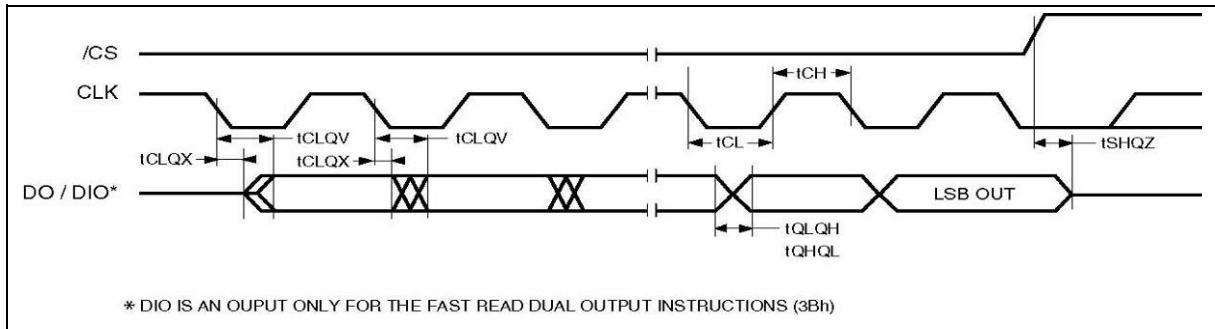 /CS
CLK
tCH
tCLQV
tCLQV
tCL
tSHQZ
tCLQX
tCLQX
DO / DIO*
LSB OUT
tQLQH
tQHQL
* DIO IS AN OUPUT ONLY FOR THE FAST READ DUAL OUTPUT INSTRUCTIONS (3Bh)